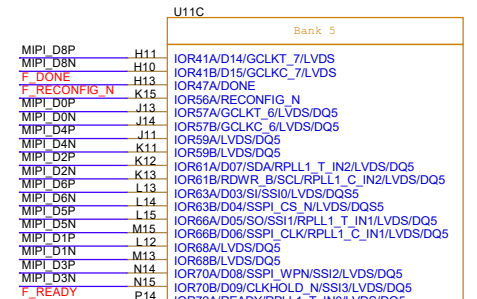 U11C
Bank 5
MIPI_D8P H11 IOR41A/D14/GCLKT_7/LVDS
MIPI_D8N H10 IOR41B/D15/GCLKC_7/LVDS
F_DONE H13 IOR47A/DONE
F_RECONFIG_N K15 IOR56A/RECONFIG_N
MIPI_D0P J13 IOR57A/GCLKT_6/LVDS/DQ5
MIPI_D0N J14 IOR57B/GCLKC_6/LVDS/DQ5
MIPI_D4P J11 IOR59A/LVDS/DQ5
MIPI_D4N K11 IOR59B/LVDS/DQ5
MIPI_D2P K12 IOR61A/D07/SDA/RPLL1_T_IN2/LVDS/DQ5
MIPI_D2N K13 IOR61B/RDWR_B/SCL/RPLL1_C_IN2/LVDS/DQ5
MIPI_D6P L13 IOR63A/D03/SI/SSI0/LVDS/DQS5
MIPI_D6N L14 IOR63B/D04/SSPI_CS_N/LVDS/DQS5
MIPI_D5P L15 IOR66A/D05/SO/SSI1/RPLL1_T_IN1/LVDS/DQ5
MIPI_D5N M15 IOR66B/D06/SSPI_CLK/RPLL1_C_IN1/LVDS/DQ5
MIPI_D1P L12 IOR68A/LVDS/DQ5
MIPI_D1N M13 IOR68B/LVDS/DQ5
MIPI_D3P N14 IOR70A/D08/SSPI_WPN/SSI2/LVDS/DQ5
MIPI_D3N N15 IOR70B/D09/CLKHOLD_N/SSI3/LVDS/DQ5
F_READY P14